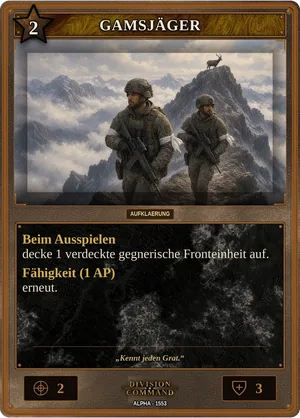 2
GAMSJÄGER
AUFKLAERUNG
Beim Ausspielen
decke 1 verdeckte gegnerische Fronteinheit auf.
Fähigkeit (1 AP)
erneut.
„Kennt jeden Grat.“
2
DIVISION
COMMAND
ALPHA - 1553
3